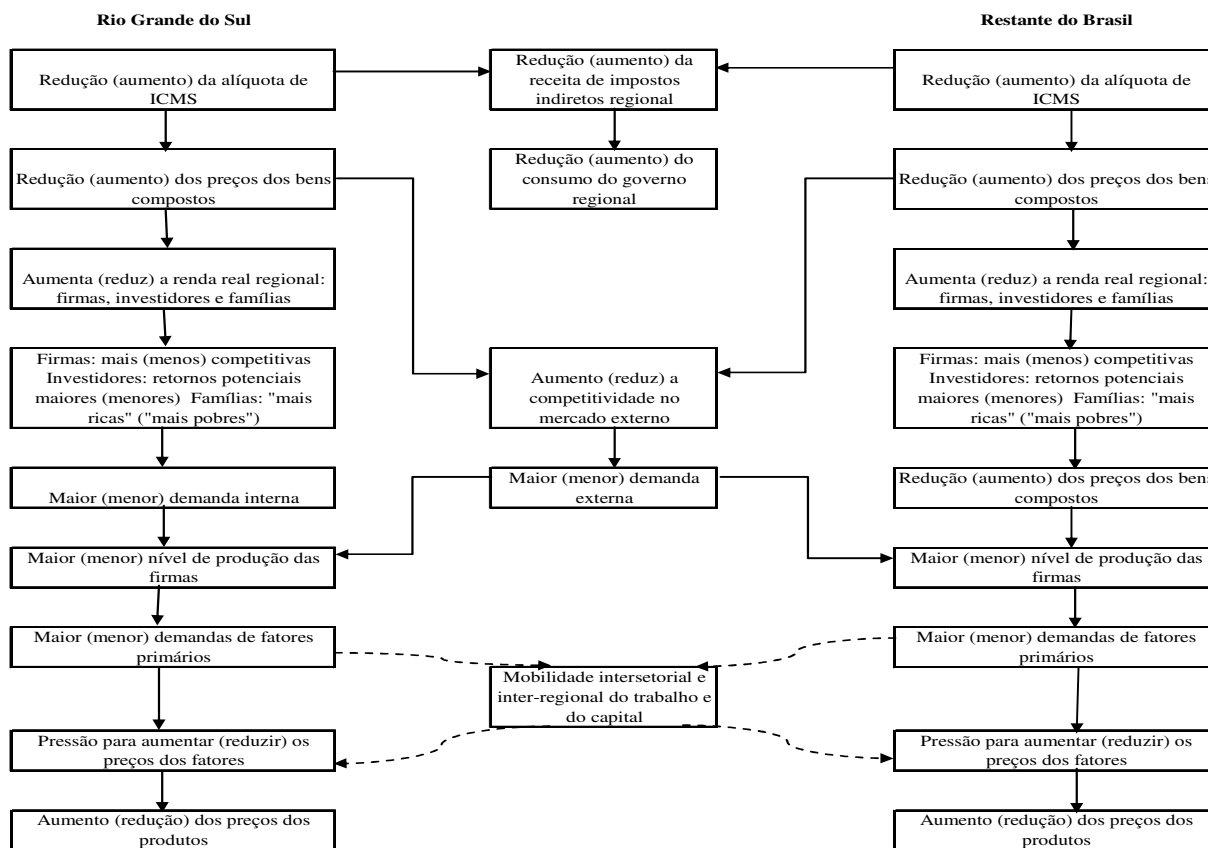 Rio Grande do Sul
Restante do Brasil
Redução (aumento) da alíquota de
ICMS
Redução (aumento) da
receita de impostos
indiretos regional
Redução (aumento) da alíquota de
ICMS
Redução (aumento) dos preços dos bens
compostos
Redução (aumento) do
consumo do governo
regional
Redução (aumento) dos preços dos bens
compostos
Aumenta (reduz) a renda real regional:
firmas, investidores e famílias
Aumenta (reduz) a renda real regional:
firmas, investidores e famílias
Firmas: mais (menos) competitivas
Investidores: retornos potenciais
maiores (menores) Famílias: "mais
ricas" ("mais pobres")
Aumento (reduz) a
competitividade no
mercado externo
Firmas: mais (menos) competitivas
Investidores: retornos potenciais
maiores (menores) Famílias: "mais
ricas" ("mais pobres")
Maior (menor) demanda interna
Maior (menor) demanda
externa
Redução (aumento) dos preços dos bens
compostos
Maior (menor) nível de produção das
firmas
Maior (menor) nível de produção das
firmas
Maior (menor) demandas de fatores
primários
Mobilidade intersetorial e
inter-regional do trabalho e
do capital
Maior (menor) demandas de fatores
primários
Pressão para aumentar (reduzir) os
preços dos fatores
Pressão para aumentar (reduzir) os
preços dos fatores
Aumento (redução) dos preços dos
produtos
Aumento (redução) dos preços dos
produtos